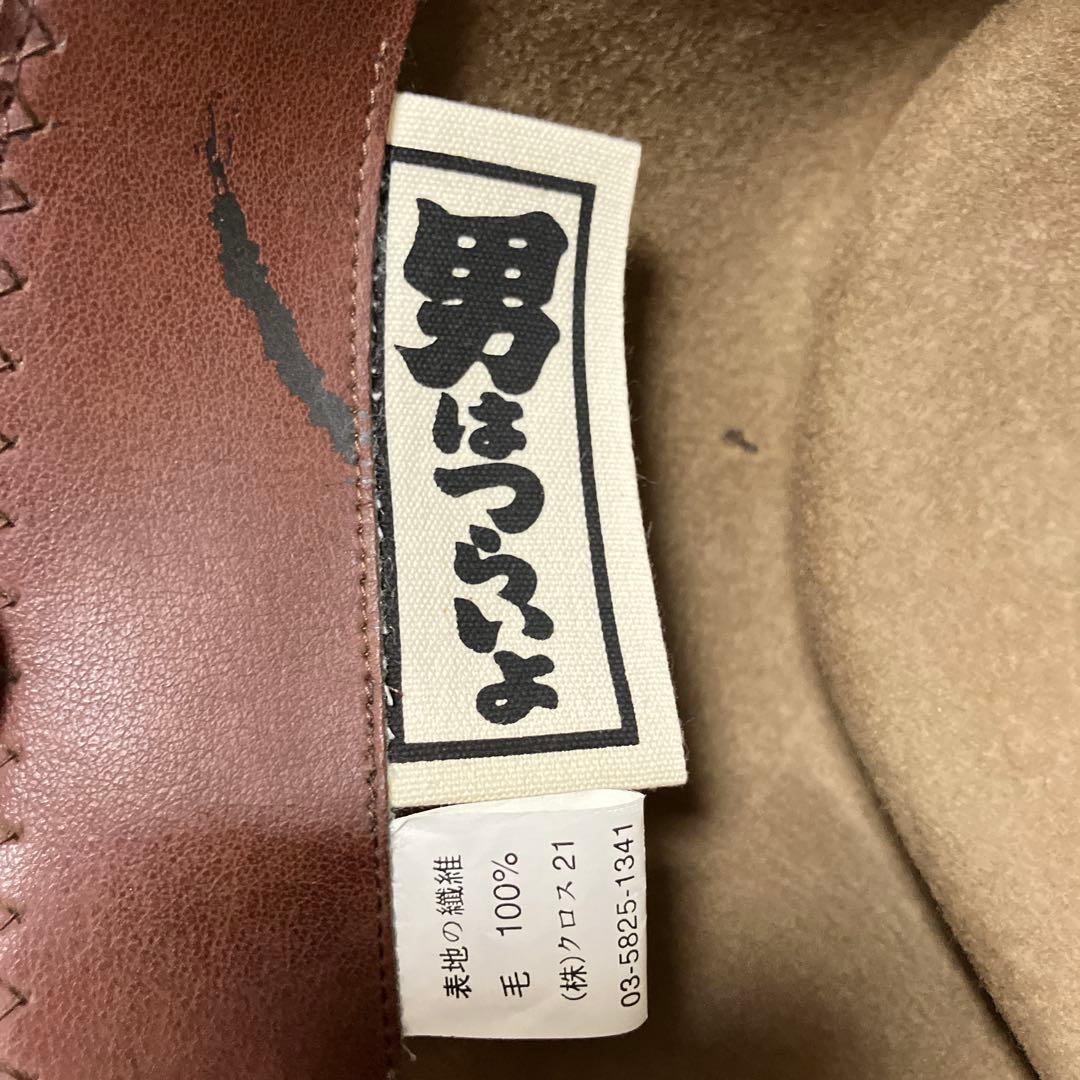 男はつらいよ
表地の繊維
毛 100%
(株)クロス21
03-5825-1341